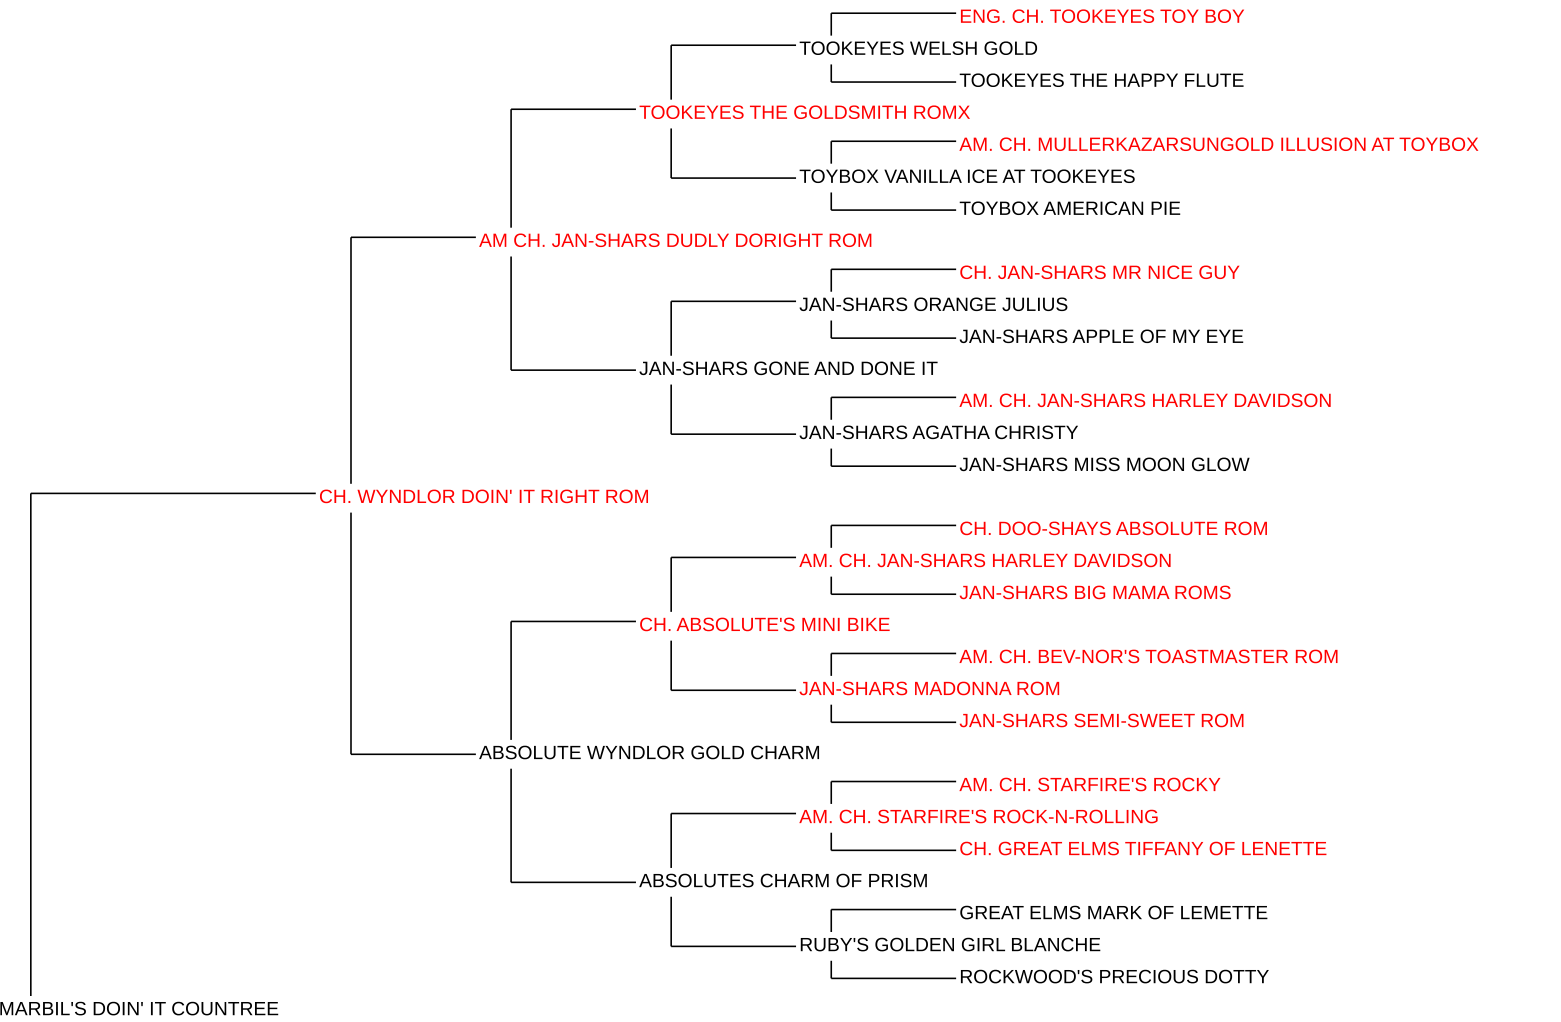 ENG. CH. TOOKEYES TOY BOY
TOOKEYES WELSH GOLD
TOOKEYES THE HAPPY FLUTE
TOOKEYES THE GOLDSMITH ROMX
AM. CH. MULLERKAZARSUNGOLD ILLUSION AT TOYBOX
TOYBOX VANILLA ICE AT TOOKEYES
TOYBOX AMERICAN PIE
AM CH. JAN-SHARS DUDLY DORIGHT ROM
CH. JAN-SHARS MR NICE GUY
JAN-SHARS ORANGE JULIUS
JAN-SHARS APPLE OF MY EYE
JAN-SHARS GONE AND DONE IT
AM. CH. JAN-SHARS HARLEY DAVIDSON
JAN-SHARS AGATHA CHRISTY
JAN-SHARS MISS MOON GLOW
CH. WYNDLOR DOIN' IT RIGHT ROM
CH. DOO-SHAYS ABSOLUTE ROM
AM. CH. JAN-SHARS HARLEY DAVIDSON
JAN-SHARS BIG MAMA ROMS
CH. ABSOLUTE'S MINI BIKE
AM. CH. BEV-NOR'S TOASTMASTER ROM
JAN-SHARS MADONNA ROM
JAN-SHARS SEMI-SWEET ROM
ABSOLUTE WYNDLOR GOLD CHARM
AM. CH. STARFIRE'S ROCKY
AM. CH. STARFIRE'S ROCK-N-ROLLING
CH. GREAT ELMS TIFFANY OF LENETTE
ABSOLUTES CHARM OF PRISM
GREAT ELMS MARK OF LEMETTE
RUBY'S GOLDEN GIRL BLANCHE
ROCKWOOD'S PRECIOUS DOTTY
MARBIL'S DOIN' IT COUNTREE